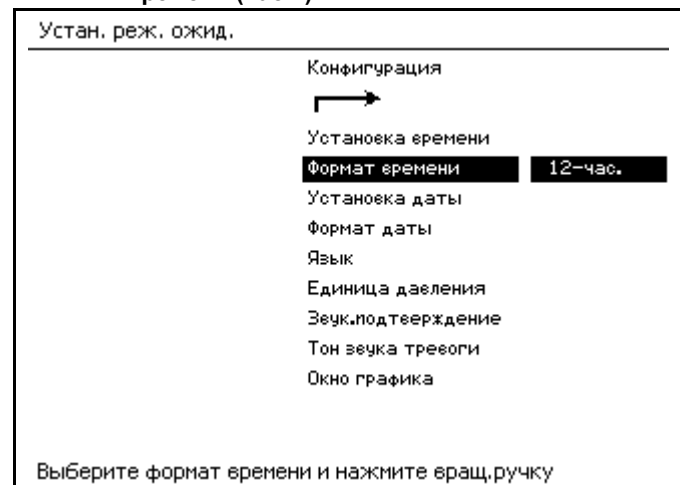 Устан. реж. ожид.
Конфигурация
Установка времени
Формат времени 12-час.
Установка даты
Формат даты
Язык
Единица давления
Звук.подтверждение
Тон звука тревоги
Окно графика
Выберите формат времени и нажмите вращ.ручку